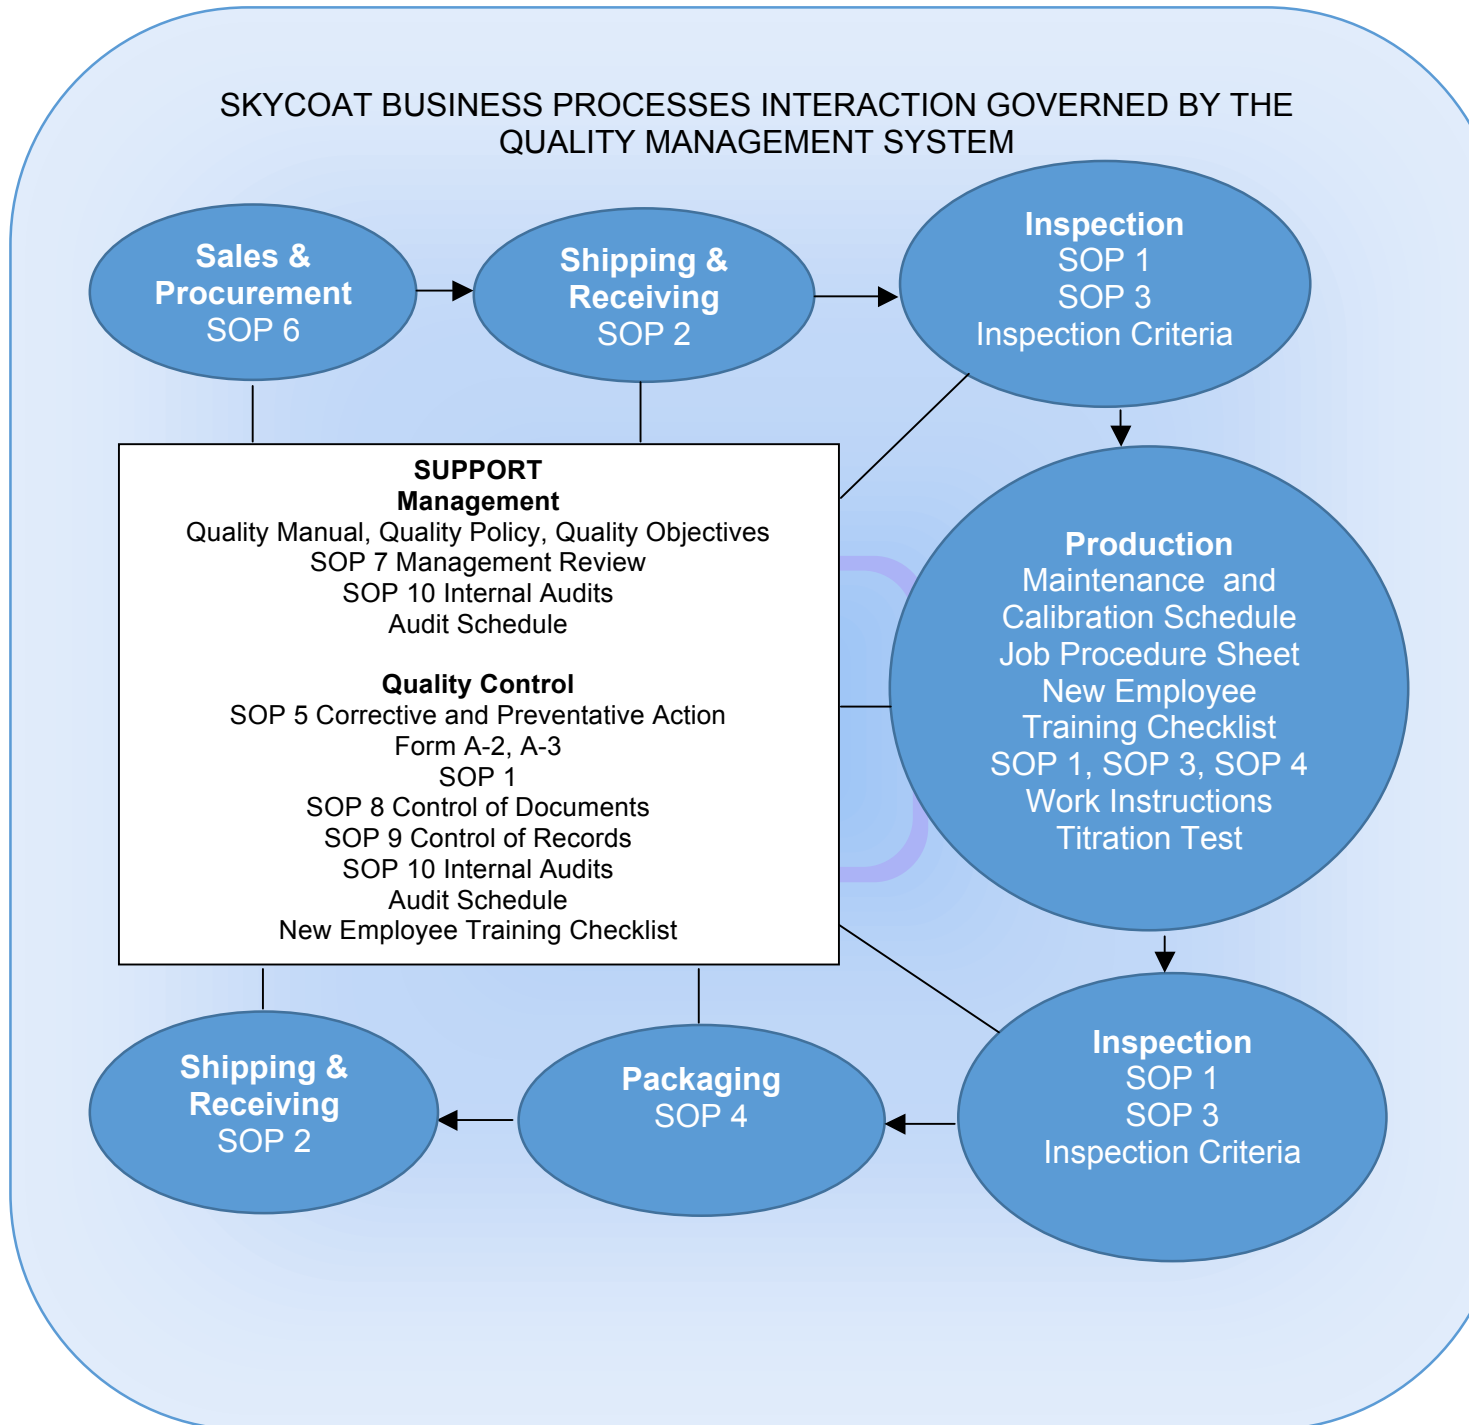 SKYCOAT BUSINESS PROCESSES INTERACTION GOVERNED BY THE
QUALITY MANAGEMENT SYSTEM
Sales &
Procurement
SOP 6
Shipping &
Receiving
SOP 2
Inspection
SOP 1
SOP 3
Inspection Criteria
SUPPORT
Management
Quality Manual, Quality Policy, Quality Objectives
SOP 7 Management Review
SOP 10 Internal Audits
Audit Schedule
Quality Control
SOP 5 Corrective and Preventative Action
Form A-2, A-3
SOP 1
SOP 8 Control of Documents
SOP 9 Control of Records
SOP 10 Internal Audits
Audit Schedule
New Employee Training Checklist
Production
Maintenance and
Calibration Schedule
Job Procedure Sheet
New Employee
Training Checklist
SOP 1, SOP 3, SOP 4
Work Instructions
Titration Test
Inspection
SOP 1
SOP 3
Inspection Criteria
Packaging
SOP 4
Shipping &
Receiving
SOP 2